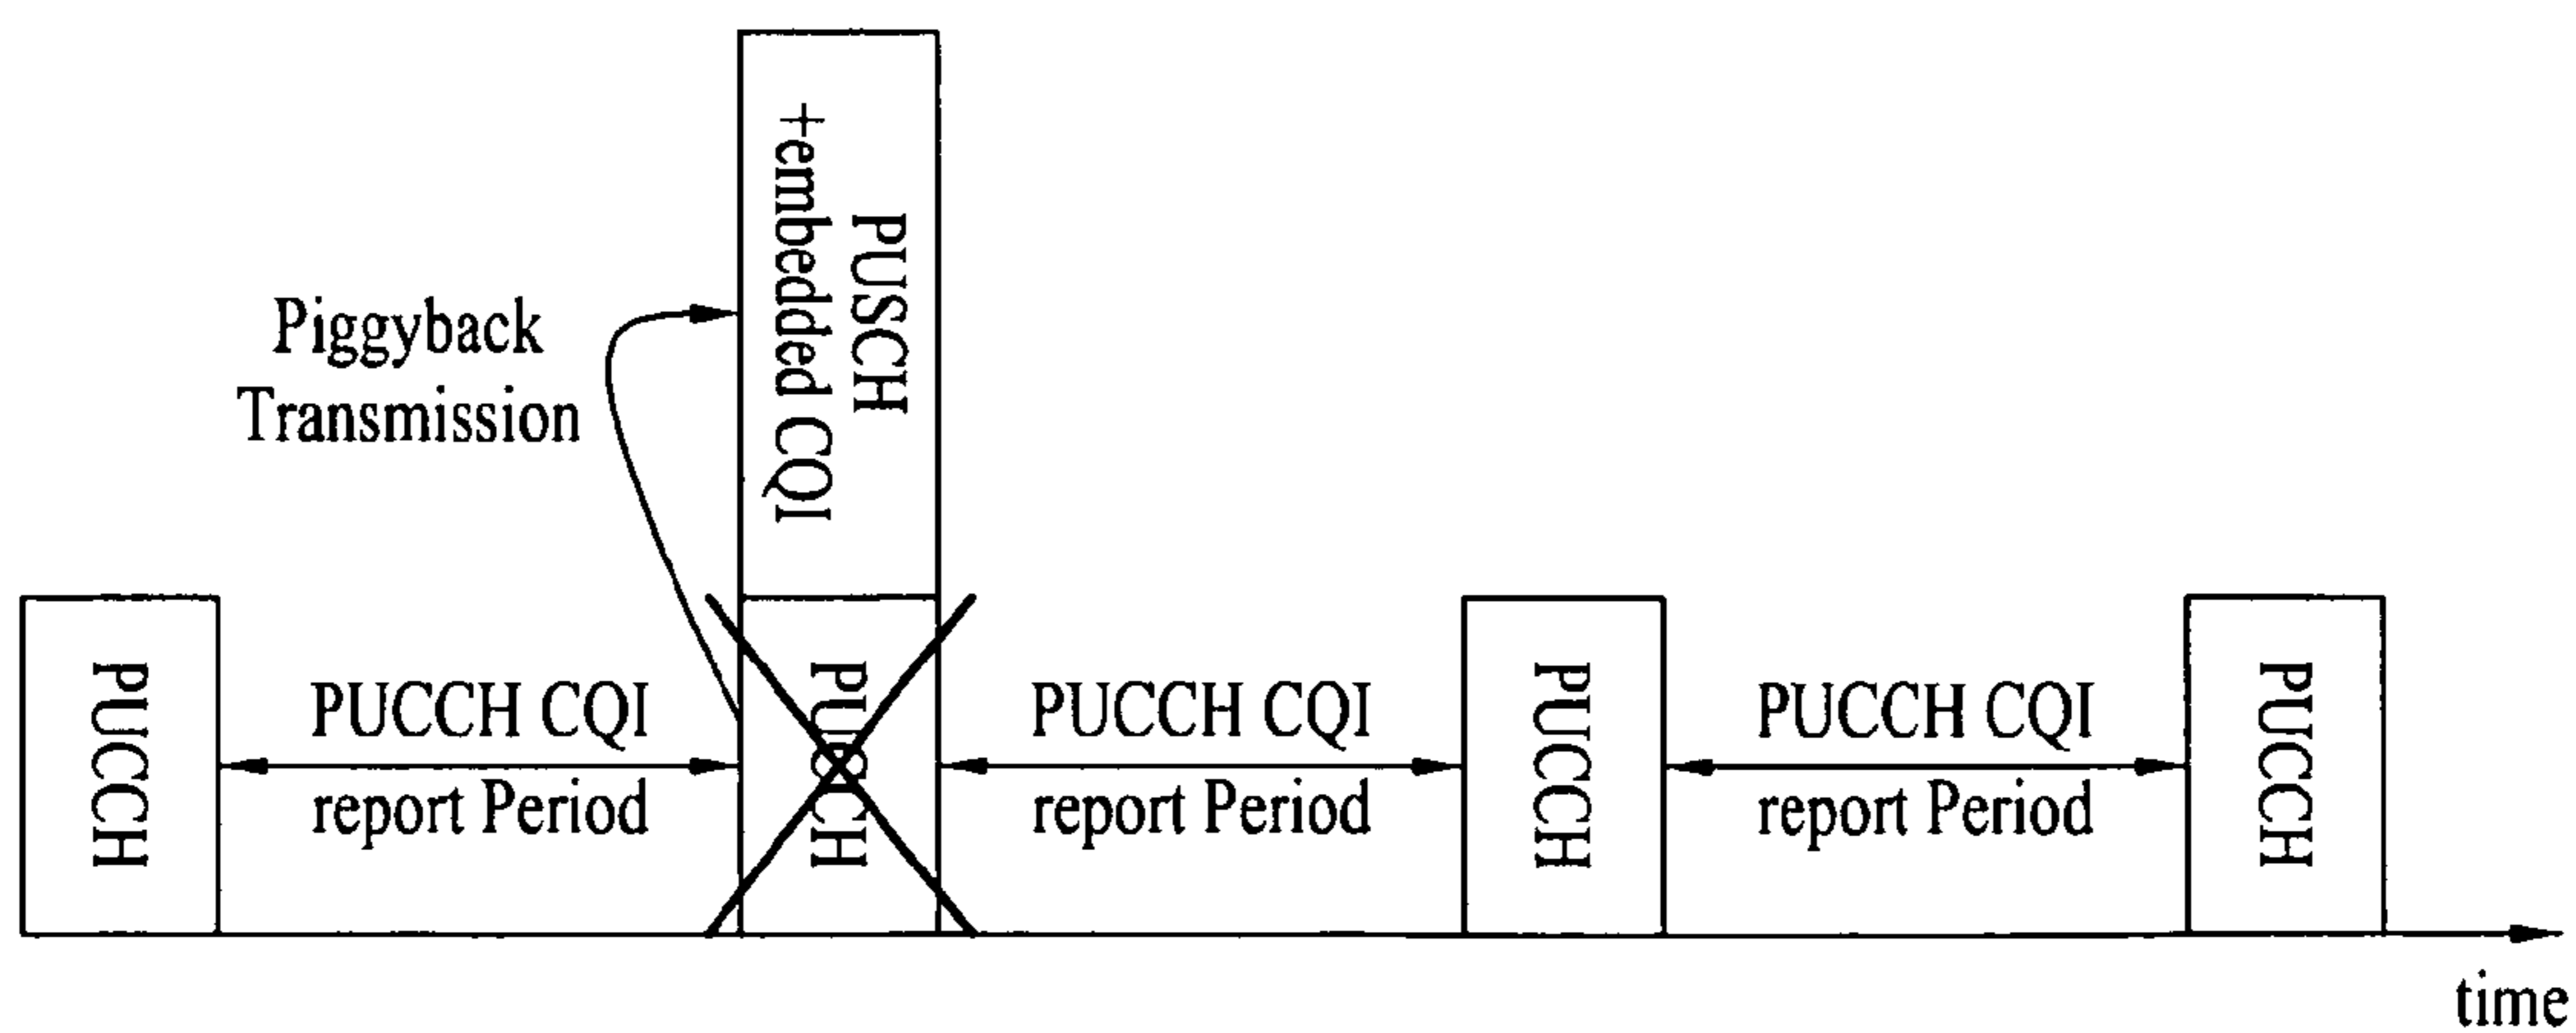 PUSCH
+embedded CQI
Piggyback
Transmission
PUCCH
PUCCH CQI
report Period
PUCCH
PUCCH CQI
report Period
PUCCH
PUCCH CQI
report Period
PUCCH
time